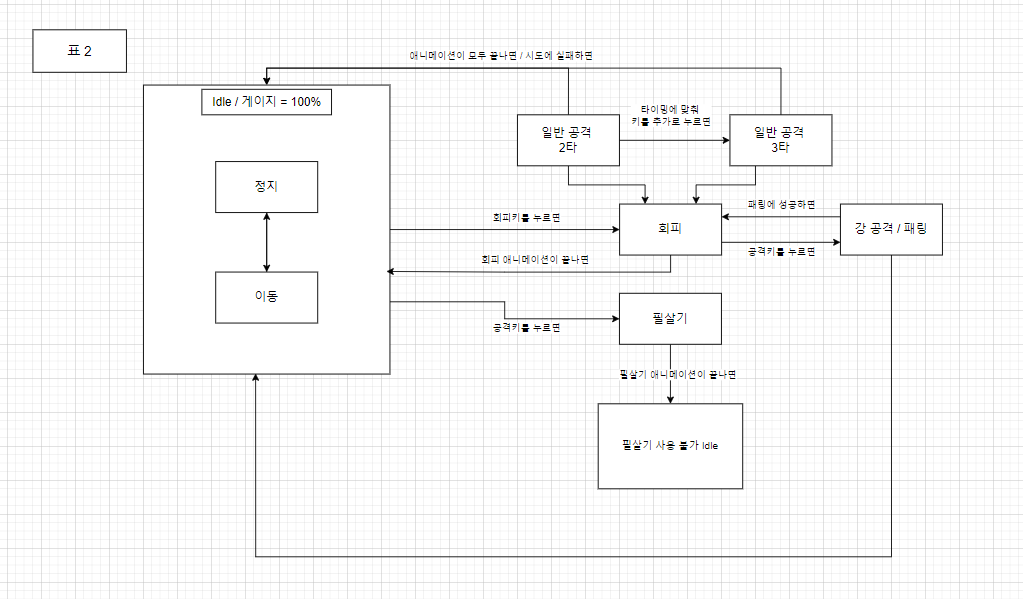 표 2
애니메이션이 모두 끝나면 / 시도에 실패하면
Idle / 게이지 = 100%
타이밍에 맞춰
키를 추가로 누르면
일반 공격
2타
일반 공격
3타
정지
회피키를 누르면
회피
패링에 성공하면
강 공격 / 패링
공격키를 누르면
회피 애니메이션이 끝나면
이동
공격키를 누르면
필살기
필살기 애니메이션이 끝나면
필살기 사용 불가 Idle